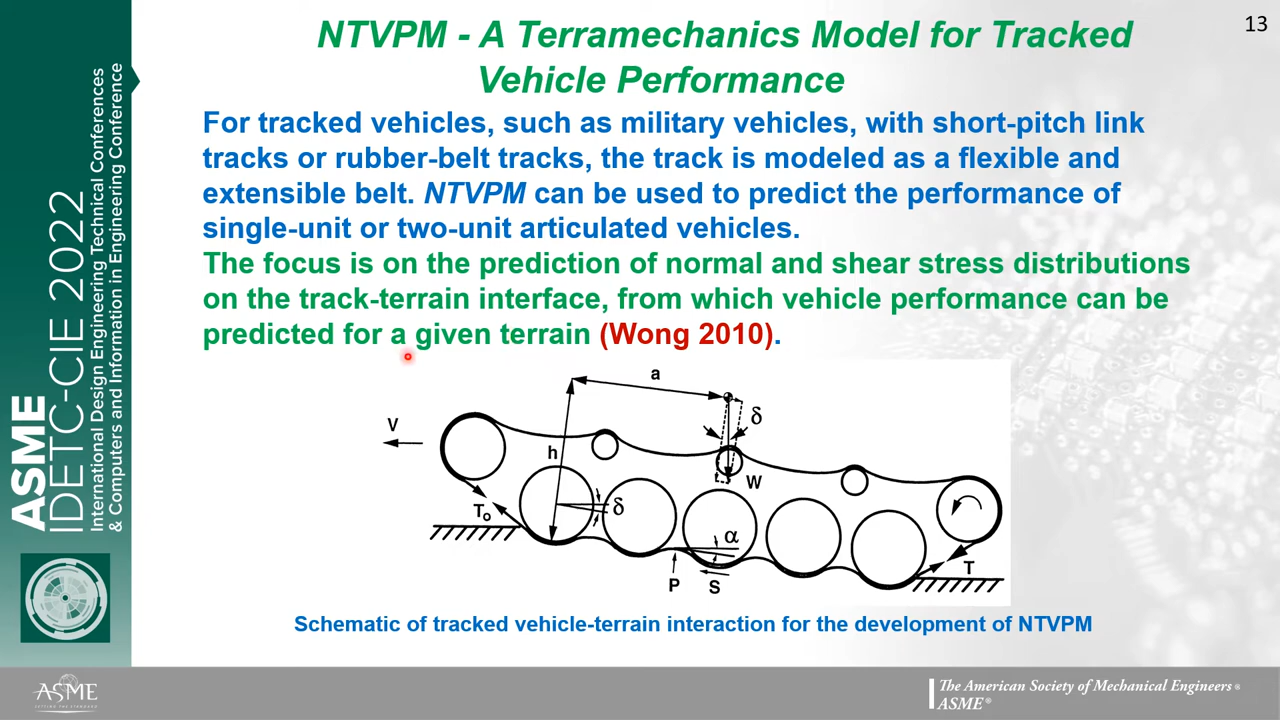 13
NTVPM - A Terramechanics Model for Tracked
Vehicle Performance
For tracked vehicles, such as military vehicles, with short-pitch link
tracks or rubber-belt tracks, the track is modeled as a flexible and
extensible belt. NTVPM can be used to predict the performance of
single-unit or two-unit articulated vehicles.
The focus is on the prediction of normal and shear stress distributions
on the track-terrain interface, from which vehicle performance can be
predicted for a given terrain (Wong 2010).
a
δ
V
h
W
T₀
δ
α
P
S
T
Schematic of tracked vehicle-terrain interaction for the development of NTVPM
ASME
IDETC-CIE 2022
International Design Engineering Technical Conferences
& Computers and Information in Engineering Conference
ASME
SETTING THE STANDARD
The American Society of Mechanical Engineers®
ASME®